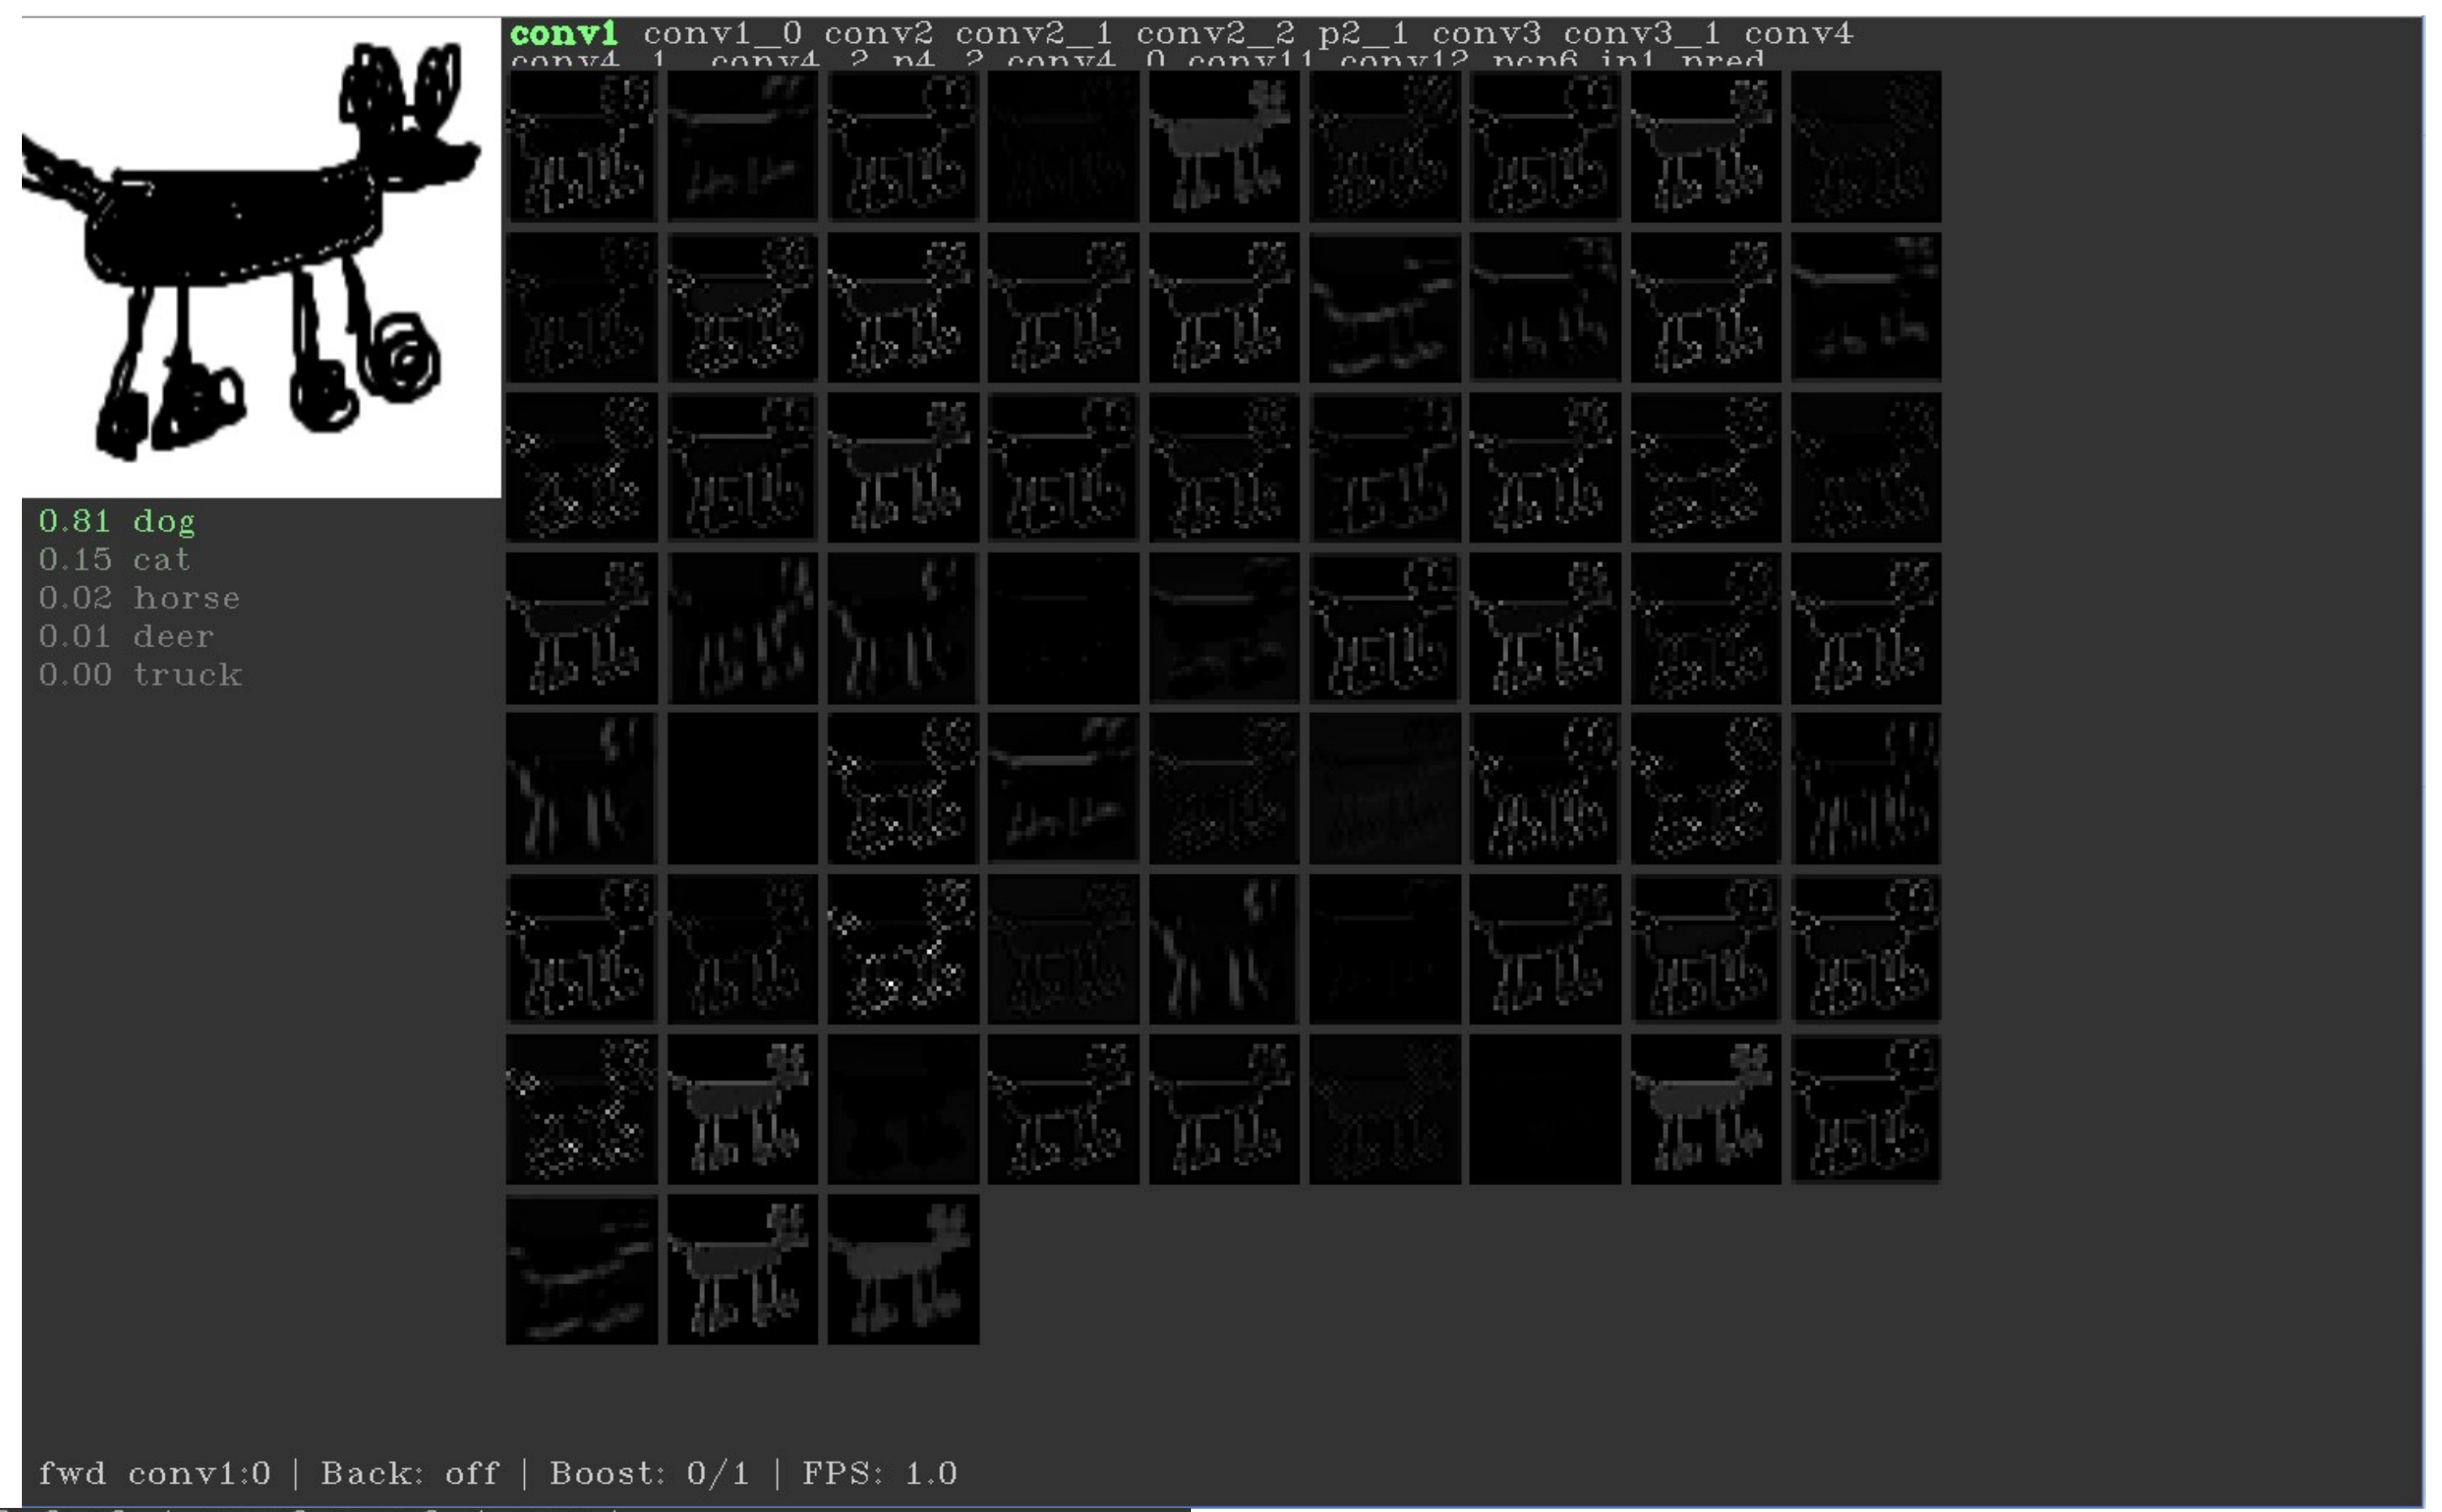 conv1 conv1_0 conv2 conv2_1 conv2_2 p2_1 conv3 conv3_1 conv4
conv4_1 conv4_2 p4_2 conv4_0 conv11 conv12 pcp6 ip1 pred
0.81 dog
0.15 cat
0.02 horse
0.01 deer
0.00 truck
fwd conv1:0 | Back: off | Boost: 0/1 | FPS: 1.0